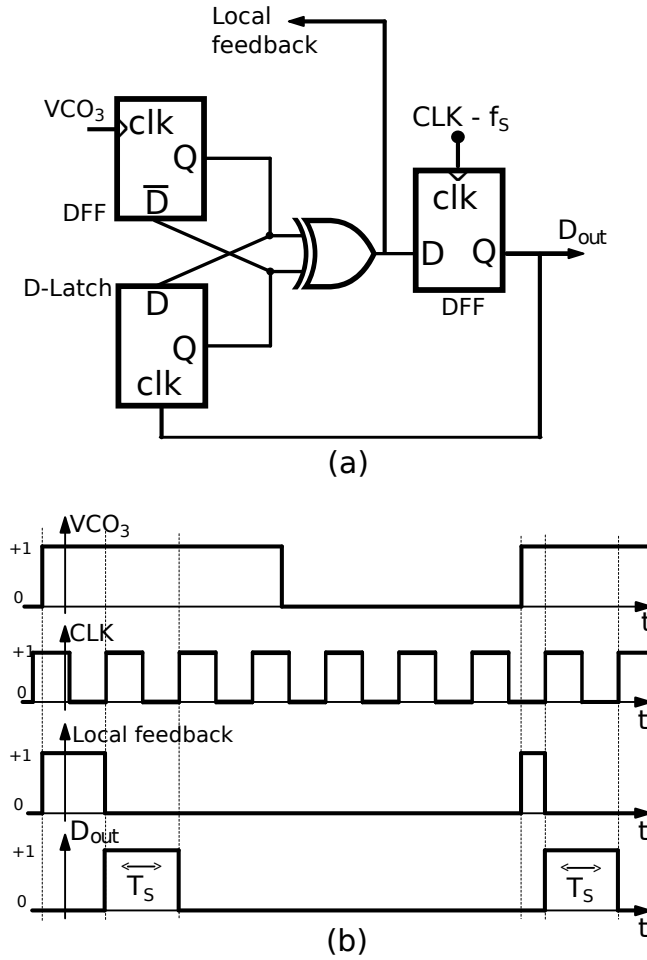 Local
feedback
VCO3
clk
Q
D̅
DFF
CLK - fS
clk
D
Q
DFF
Dout
D-Latch
D
Q
clk
(a)
VCO3
+1
0
t
CLK
+1
0
t
Local feedback
+1
0
t
Dout
+1
TS
TS
0
t
(b)